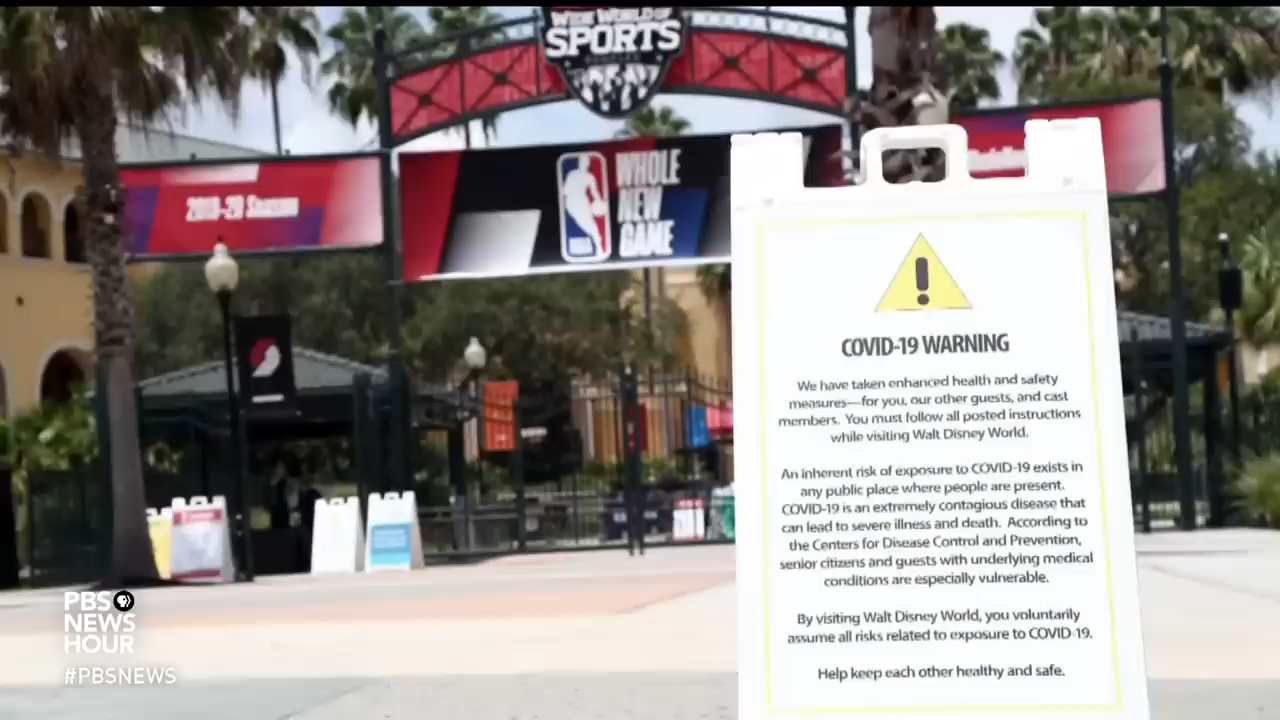 WIDE WORLD OF
SPORTS
2019-20 Season
WHOLE
NEW
GAME
NBA
COVID-19 WARNING
We have taken enhanced health and safety
measures—for you, our other guests, and cast
members. You must follow all posted instructions
while visiting Walt Disney World.
An inherent risk of exposure to COVID-19 exists in
any public place where people are present.
COVID-19 is an extremely contagious disease that
can lead to severe illness and death. According to
the Centers for Disease Control and Prevention,
senior citizens and guests with underlying medical
conditions are especially vulnerable.
By visiting Walt Disney World, you voluntarily
assume all risks related to exposure to COVID-19.
Help keep each other healthy and safe.
PBS
NEWS
HOUR
#PBSNEWS